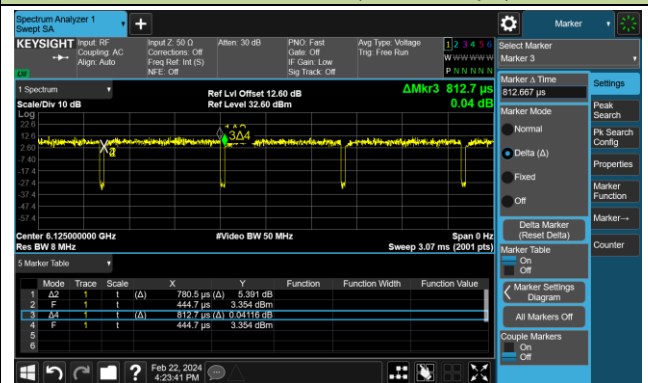 Spectrum Analyzer 1
Swept SA
Marker
KEYSIGHT
Input: RF
Coupling: AC
Align: Auto
Input Z: 50 Ω
Corrections: Off
Freq Ref: Int (S)
NFE: Off
Atten: 30 dB
PNO: Fast
Gate: Off
IF Gain: Low
Sig Track: Off
Avg Type: Voltage
Trig: Free Run
1 2 3 4 5 6
W W W W W W
P N N N N N
Select Marker
Marker 3
1 Spectrum
Scale/Div 10 dB
Log
Ref Lvl Offset 12.60 dB
Ref Level 32.60 dBm
ΔMkr3 812.7 µs
0.04 dB
22.6
12.6
2.60
-7.40
-17.4
-27.4
-37.4
-47.4
-57.4
3Δ4
Center 6.125000000 GHz
Res BW 8 MHz
#Video BW 50 MHz
Span 0 Hz
Sweep 3.07 ms (2001 pts)
5 Marker Table
Mode Trace Scale X Y Function Function Width Function Value
1 Δ2 1 t (Δ) 780.5 µs (Δ) 5.391 dB
2 F 1 t 444.7 µs 3.354 dBm
3 Δ4 1 t (Δ) 812.7 µs (Δ) 0.04116 dB
4 F 1 t 444.7 µs 3.354 dBm
5
6
Marker Δ Time
812.667 µs
Marker Mode
Normal
Delta (Δ)
Fixed
Off
Delta Marker
(Reset Delta)
Marker Table
On
Off
Marker Settings
Diagram
All Markers Off
Couple Markers
On
Off
Settings
Peak
Search
Pk Search
Config
Properties
Marker
Function
Marker→
Counter
Feb 22, 2024
4:23:41 PM